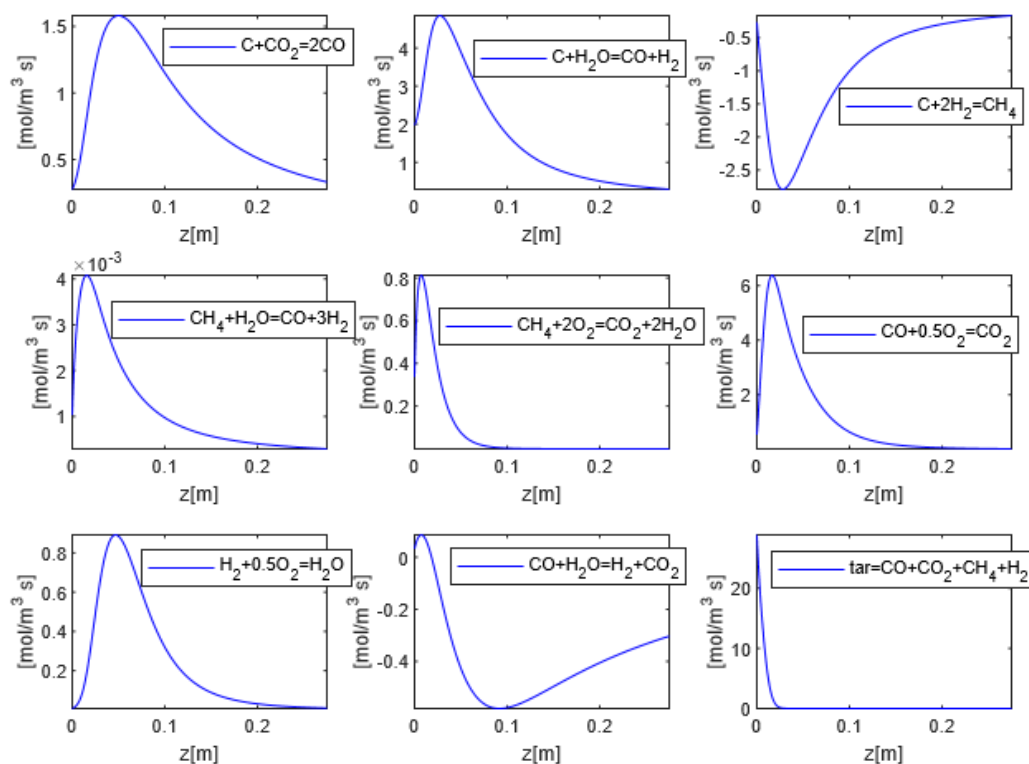 1.5
1
0.5
[mol/m³ s]
C+CO₂=2CO
0 0.1 0.2
z[m]
4
3
2
1
[mol/m³ s]
C+H₂O=CO+H₂
0 0.1 0.2
z[m]
-0.5
-1
-1.5
-2
-2.5
[mol/m³ s]
C+2H₂=CH₄
0 0.1 0.2
z[m]
×10⁻³
4
3
2
1
[mol/m³ s]
CH₄+H₂O=CO+3H₂
0 0.1 0.2
z[m]
0.8
0.6
0.4
0.2
[mol/m³ s]
CH₄+2O₂=CO₂+2H₂O
0 0.1 0.2
z[m]
6
4
2
[mol/m³ s]
CO+0.5O₂=CO₂
0 0.1 0.2
z[m]
0.8
0.6
0.4
0.2
[mol/m³ s]
H₂+0.5O₂=H₂O
0 0.1 0.2
z[m]
0
-0.2
-0.4
[mol/m³ s]
CO+H₂O=H₂+CO₂
0 0.1 0.2
z[m]
20
10
0
[mol/m³ s]
tar=CO+CO₂+CH₄+H₂
0 0.1 0.2
z[m]